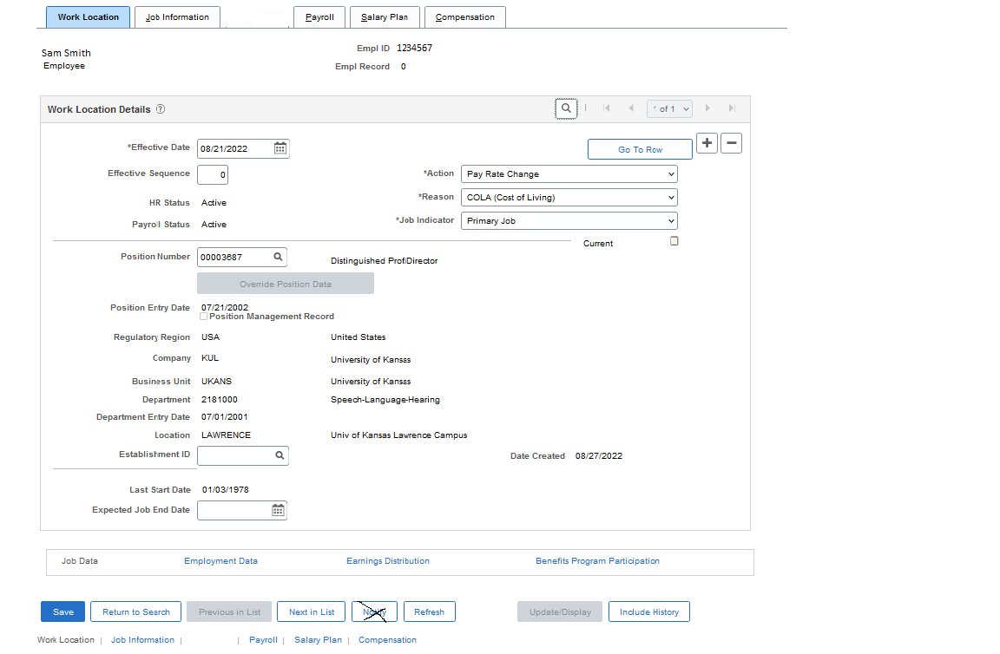 Work Location Job Information Payroll Salary Plan Compensation
Sam Smith Empl ID 1234567
Employee Empl Record 0
Work Location Details ? 1 of 1
*Effective Date 08/21/2022 Go To Row + −
Effective Sequence 0 *Action Pay Rate Change
HR Status Active *Reason COLA (Cost of Living)
Payroll Status Active *Job Indicator Primary Job
Current
Position Number 00003687 Distinguished Prof/Director
Override Position Data
Position Entry Date 07/21/2002
Position Management Record
Regulatory Region USA United States
Company KUL University of Kansas
Business Unit UKANS University of Kansas
Department 2181000 Speech-Language-Hearing
Department Entry Date 07/01/2001
Location LAWRENCE Univ of Kansas Lawrence Campus
Establishment ID Date Created 08/27/2022
Last Start Date 01/03/1978
Expected Job End Date
Job Data Employment Data Earnings Distribution Benefits Program Participation
Save Return to Search Previous in List Next in List Notify Refresh Update/Display Include History
Work Location | Job Information | | Payroll | Salary Plan | Compensation